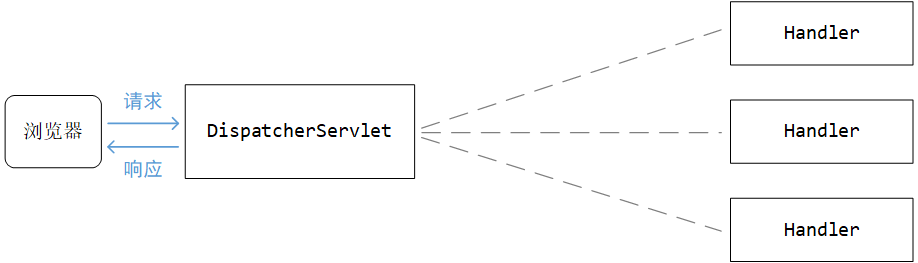 请求
浏览器
响应
DispatcherServlet
Handler
Handler
Handler